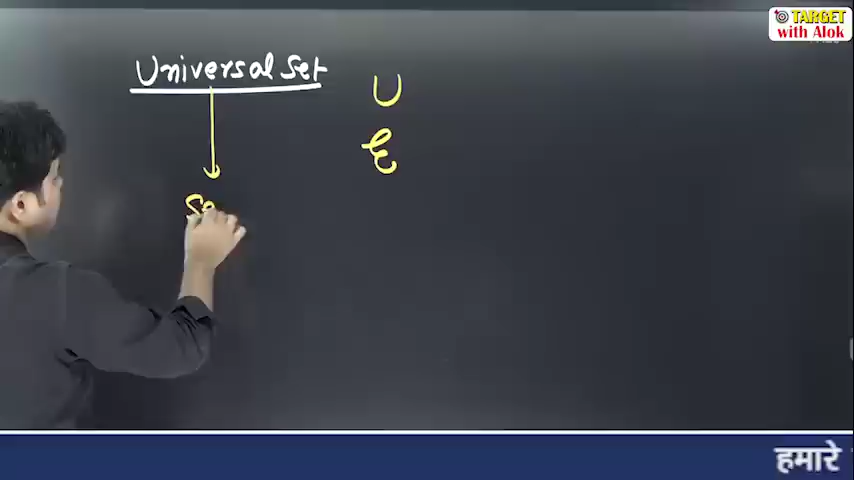 TARGET
with Alok
Universal Set
U
ξ
हमारे